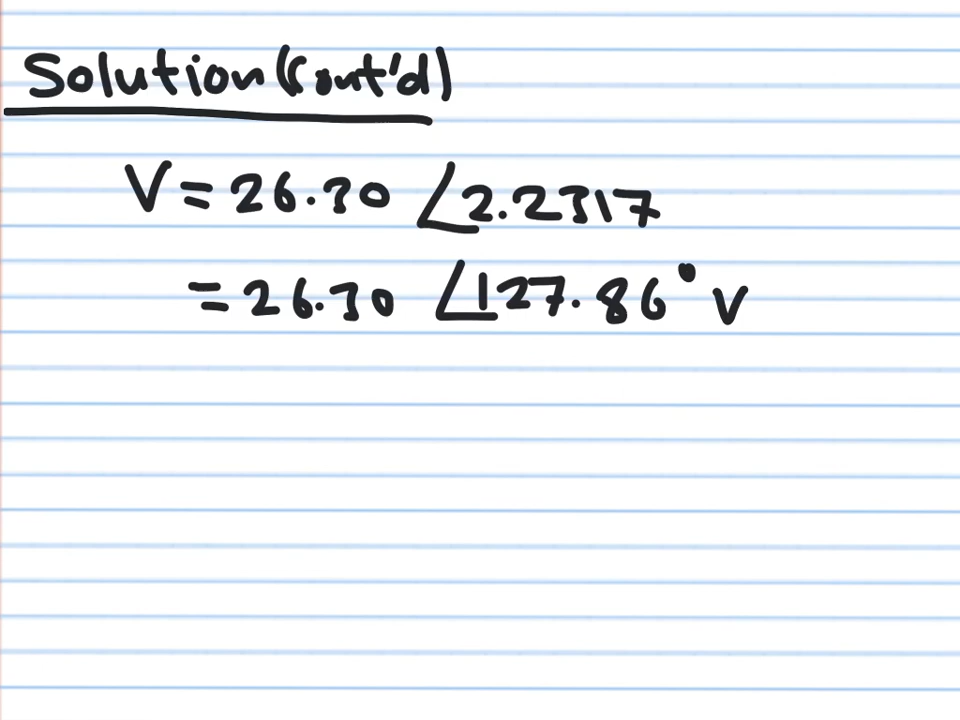 Solution (Cont'd)
V = 26.30 ∠2.2317
= 26.30 ∠127.86° V